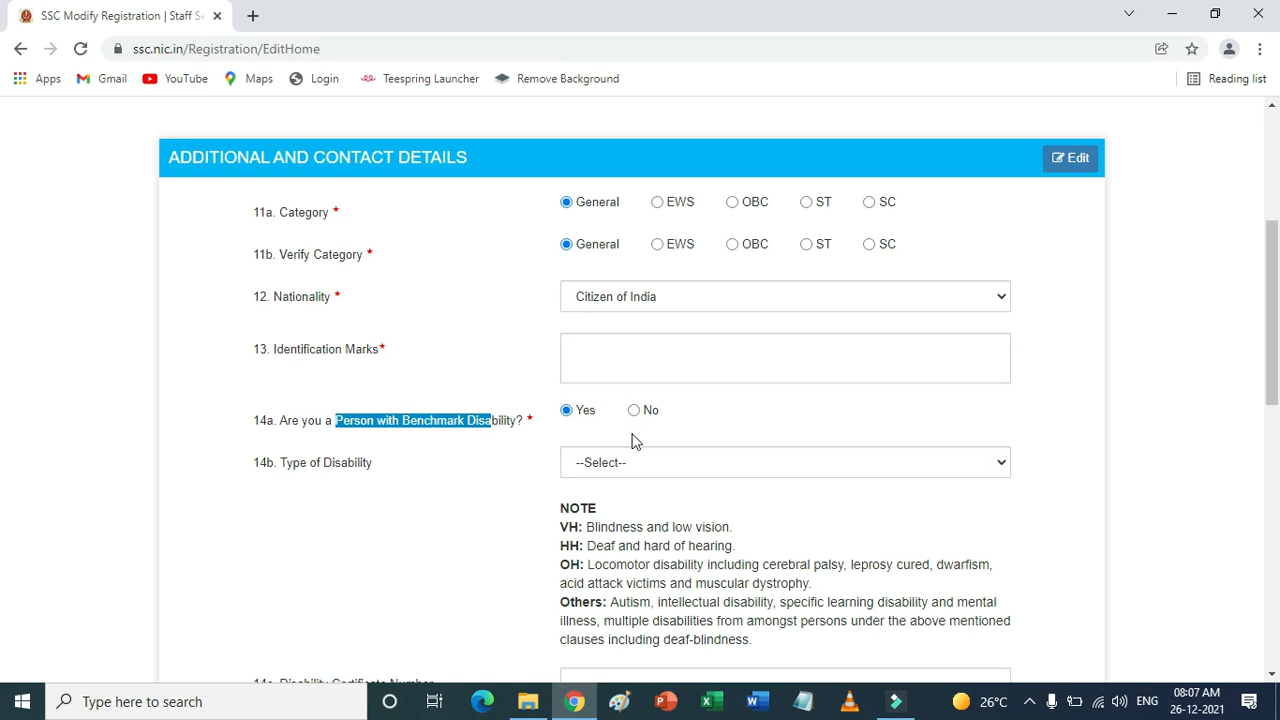 SSC Modify Registration | Staff Se
ssc.nic.in/Registration/EditHome
Apps Gmail YouTube Maps Login Teespring Launcher Remove Background Reading list
ADDITIONAL AND CONTACT DETAILS Edit
11a. Category * General EWS OBC ST SC
11b. Verify Category * General EWS OBC ST SC
12. Nationality * Citizen of India
13. Identification Marks*
14a. Are you a Person with Benchmark Disability? * Yes No
14b. Type of Disability --Select--
NOTE
VH: Blindness and low vision.
HH: Deaf and hard of hearing.
OH: Locomotor disability including cerebral palsy, leprosy cured, dwarfism,
acid attack victims and muscular dystrophy.
Others: Autism, intellectual disability, specific learning disability and mental
illness, multiple disabilities from amongst persons under the above mentioned
clauses including deaf-blindness.
14c. Disability Certificate Number
Type here to search 26°C ENG 08:07 AM
26-12-2021